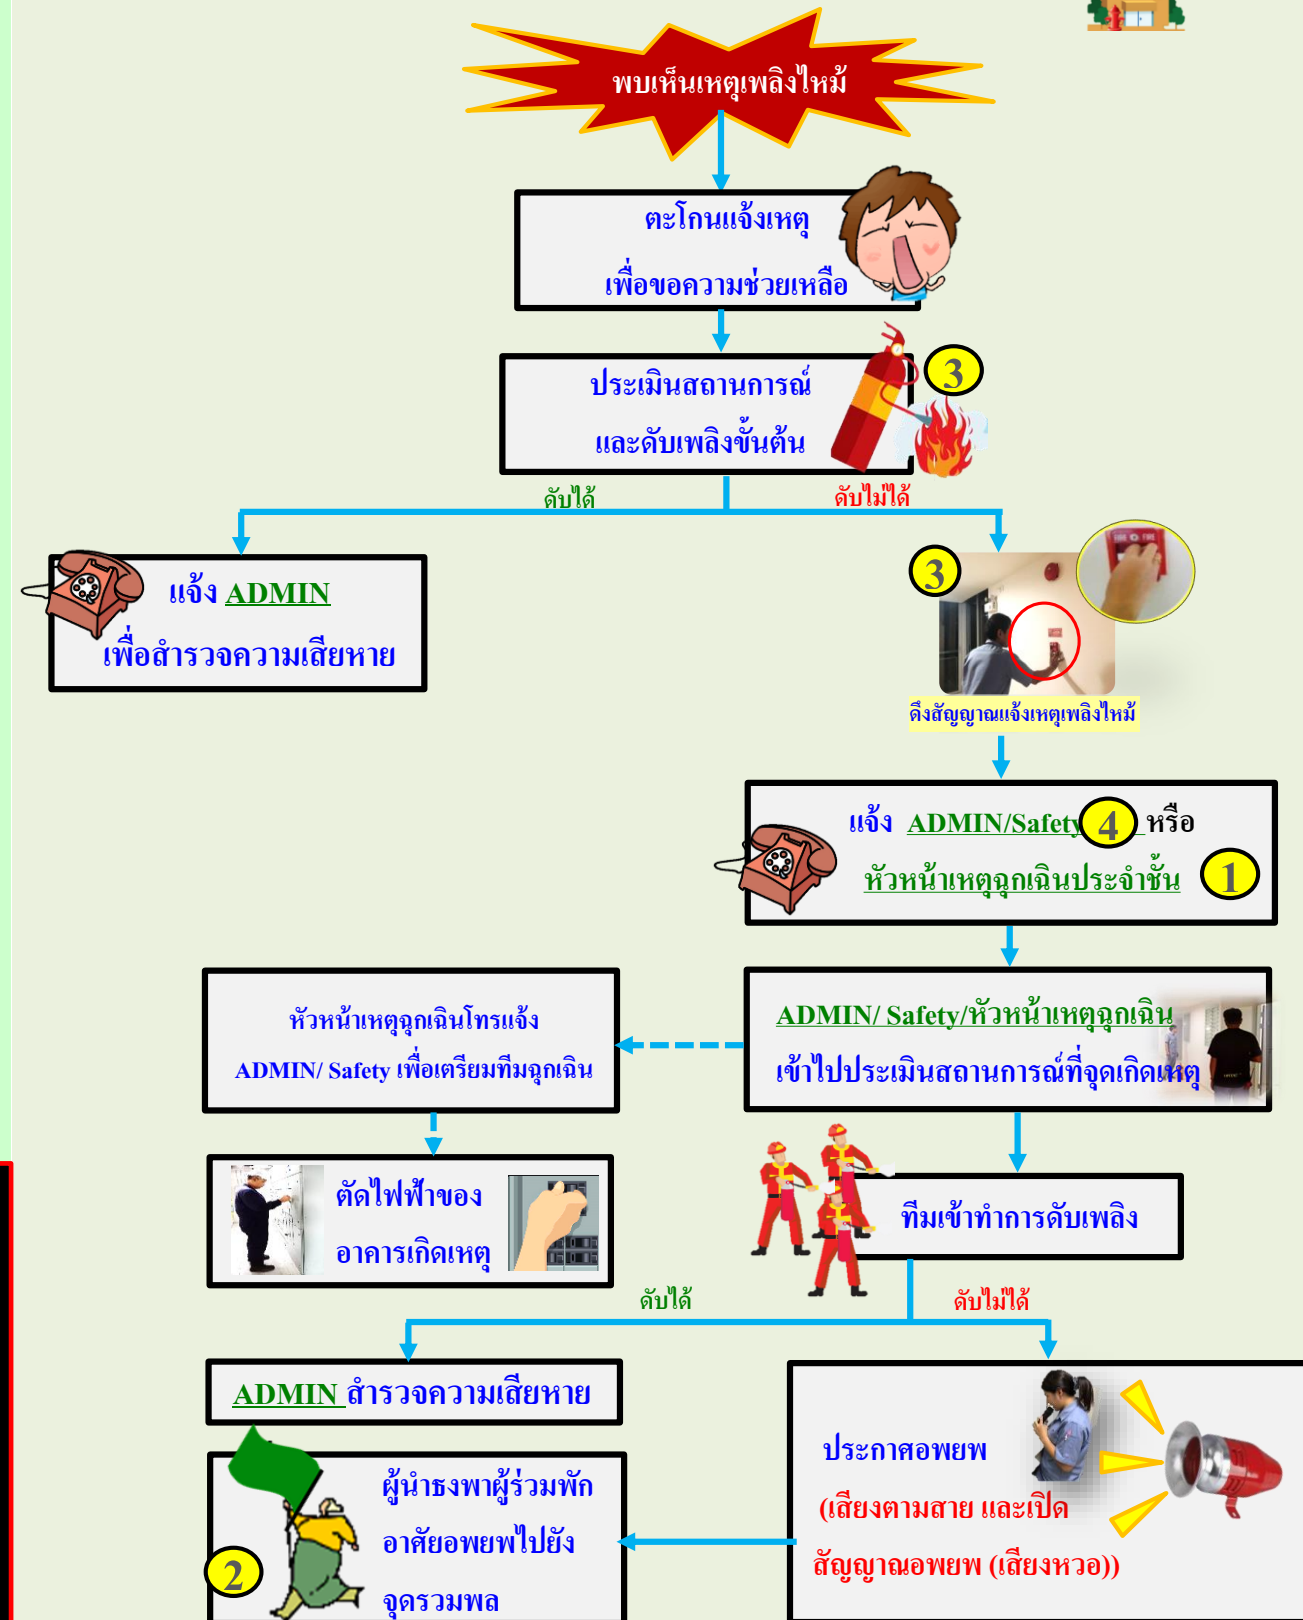 พบเห็นเหตุเพลิงไหม้
ตะโกนแจ้งเหตุ
เพื่อขอความช่วยเหลือ
ประเมินสถานการณ์
และดับเพลิงขั้นต้น
3
ดับได้
ดับไม่ได้
แจ้ง ADMIN
เพื่อสำรวจความเสียหาย
3
FIRE FIRE
ดึงสัญญาณแจ้งเหตุเพลิงไหม้
แจ้ง ADMIN/Safety 4 หรือ
หัวหน้าเหตุฉุกเฉินประจำชั้น 1
ADMIN/ Safety/หัวหน้าเหตุฉุกเฉิน
เข้าไปประเมินสถานการณ์ที่จุดเกิดเหตุ
หัวหน้าเหตุฉุกเฉินโทรแจ้ง
ADMIN/ Safety เพื่อเตรียมทีมฉุกเฉิน
ตัดไฟฟ้าของ
อาคารเกิดเหตุ
ทีมเข้าทำการดับเพลิง
ดับได้
ดับไม่ได้
ADMIN สำรวจความเสียหาย
ประกาศอพยพ
(เสียงตามสาย และเปิด
สัญญาณอพยพ (เสียงหวอ))
ผู้นำธงพาผู้ร่วมพัก
อาศัยอพยพไปยัง
จุดรวมพล
2